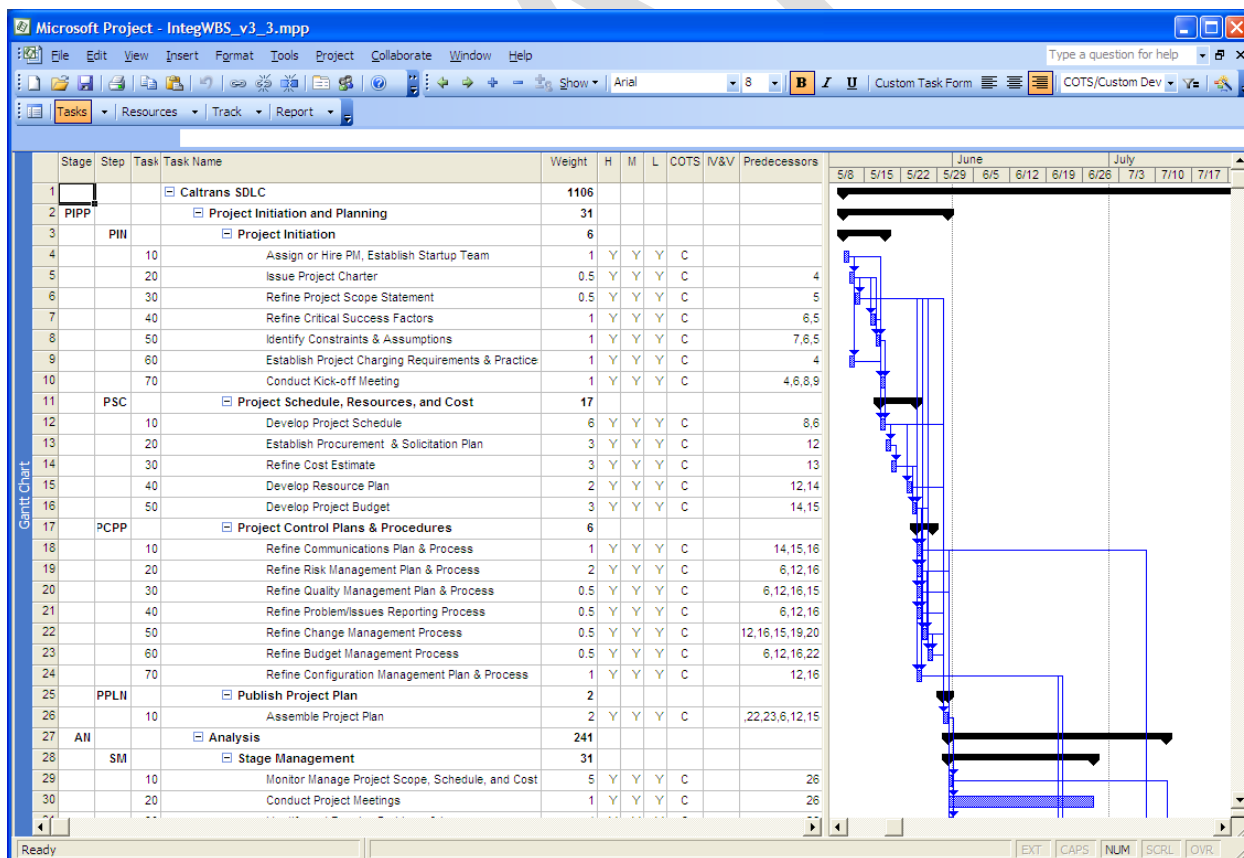 Microsoft Project - IntegWBS_v3_3.mpp
File Edit View Insert Format Tools Project Collaborate Window Help Type a question for help
Show Arial 8 B I U Custom Task Form COTS/Custom Dev
Tasks Resources Track Report
Stage Step Task Task Name Weight H M L COTS IV&V Predecessors
June July
5/8 5/15 5/22 5/29 6/5 6/12 6/19 6/26 7/3 7/10 7/17
1 Caltrans SDLC 1106
2 PIPP Project Initiation and Planning 31
3 PIN Project Initiation 6
4 10 Assign or Hire PM, Establish Startup Team 1 Y Y Y C
5 20 Issue Project Charter 0.5 Y Y Y C 4
6 30 Refine Project Scope Statement 0.5 Y Y Y C 5
7 40 Refine Critical Success Factors 1 Y Y Y C 6,5
8 50 Identify Constraints & Assumptions 1 Y Y Y C 7,6,5
9 60 Establish Project Charging Requirements & Practice 1 Y Y Y C 4
10 70 Conduct Kick-off Meeting 1 Y Y Y C 4,6,8,9
11 PSC Project Schedule, Resources, and Cost 17
12 10 Develop Project Schedule 6 Y Y Y C 8,6
13 20 Establish Procurement & Solicitation Plan 3 Y Y Y C 12
14 30 Refine Cost Estimate 3 Y Y Y C 13
15 40 Develop Resource Plan 2 Y Y Y C 12,14
16 50 Develop Project Budget 3 Y Y Y C 14,15
17 PCPP Project Control Plans & Procedures 6
18 10 Refine Communications Plan & Process 1 Y Y Y C 14,15,16
19 20 Refine Risk Management Plan & Process 2 Y Y Y C 6,12,16
20 30 Refine Quality Management Plan & Process 0.5 Y Y Y C 6,12,16,15
21 40 Refine Problem/Issues Reporting Process 0.5 Y Y Y C 6,12,16
22 50 Refine Change Management Process 0.5 Y Y Y C 12,16,15,19,20
23 60 Refine Budget Management Process 0.5 Y Y Y C 6,12,16,22
24 70 Refine Configuration Management Plan & Process 1 Y Y Y C 12,16
25 PPLN Publish Project Plan 2
26 10 Assemble Project Plan 2 Y Y Y C ,22,23,6,12,15
27 AN Analysis 241
28 SM Stage Management 31
29 10 Monitor Manage Project Scope, Schedule, and Cost 5 Y Y Y C 26
30 20 Conduct Project Meetings 1 Y Y Y C 26
Gantt Chart
Ready EXT CAPS NUM SCRL OVR